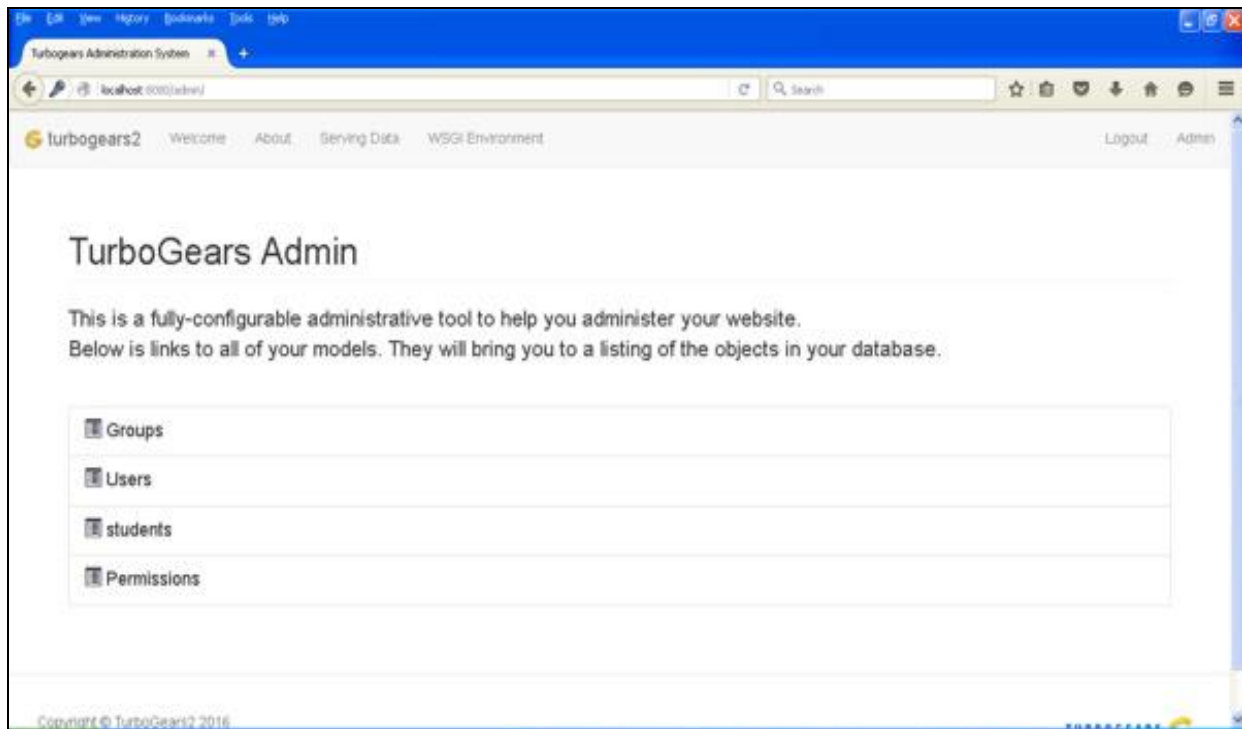 File Edit View History Bookmarks Tools Help
Turbogears Administration System
localhost:8080/admin/
Search
turbogears2 Welcome About Serving Data WSGI Environment Logout Admin
TurboGears Admin
This is a fully-configurable administrative tool to help you administer your website.
Below is links to all of your models. They will bring you to a listing of the objects in your database.
Groups
Users
students
Permissions
Copyright © TurboGears2 2016
TURBOGEARS